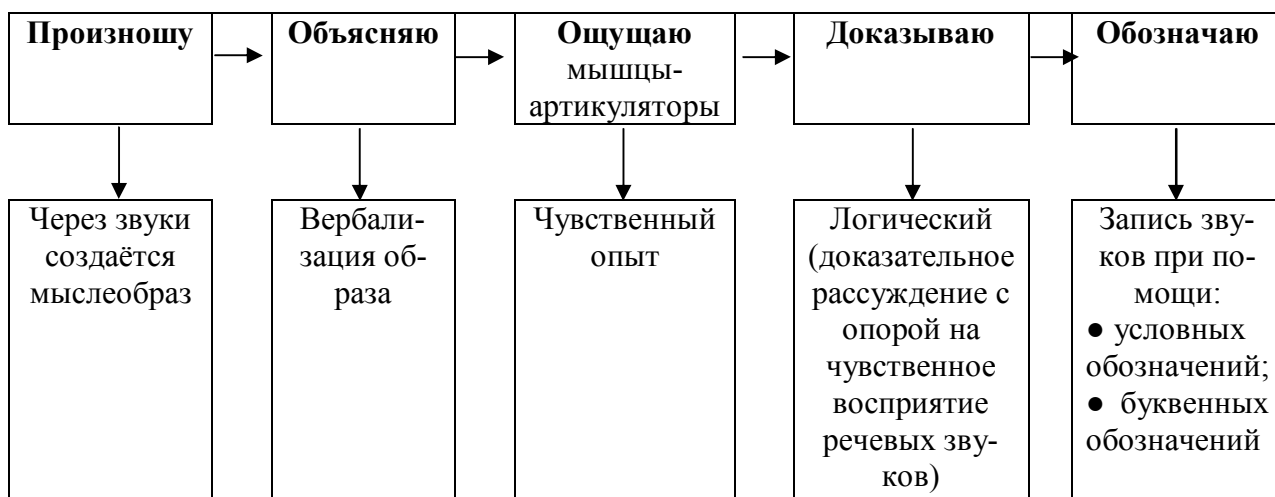 Произношу
Объясняю
Ощущаю
мышцы-
артикуляторы
Доказываю
Обозначаю
Через звуки
создаётся
мыслеобраз
Вербали-
зация об-
раза
Чувственный
опыт
Логический
(доказательное
рассуждение с
опорой на
чувственное
восприятие
речевых зву-
ков)
Запись зву-
ков при по-
мощи:
● условных
обозначений;
● буквенных
обозначений